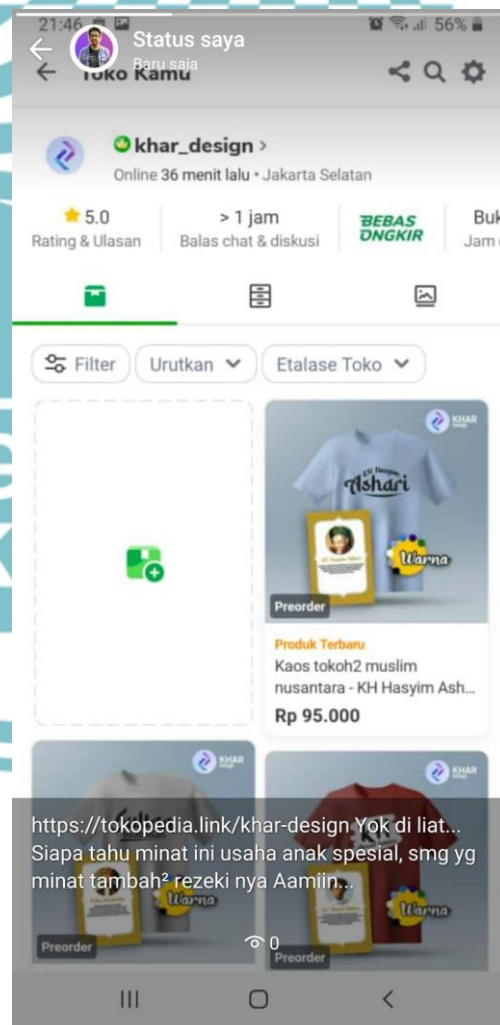 21:46
56%
Status saya
Baru saja
Toko Kamu
khar_design >
Online 36 menit lalu • Jakarta Selatan
5.0
> 1 jam
BEBAS ONGKIR
Buk
Rating & Ulasan
Balas chat & diskusi
Jam
Filter
Urutkan
Etalase Toko
KHAR
KH Hasyim
Ashari
Warna
Preorder
Produk Terbaru
Kaos tokoh2 muslim
nusantara - KH Hasyim Ash...
Rp 95.000
KHAR
KHAR
https://tokopedia.link/khar-design Yok di liat...
Siapa tahu minat ini usaha anak spesial, smg yg
minat tambah² rezeki nya Aamiin...
Warna
Warna
Preorder
0
Preorder